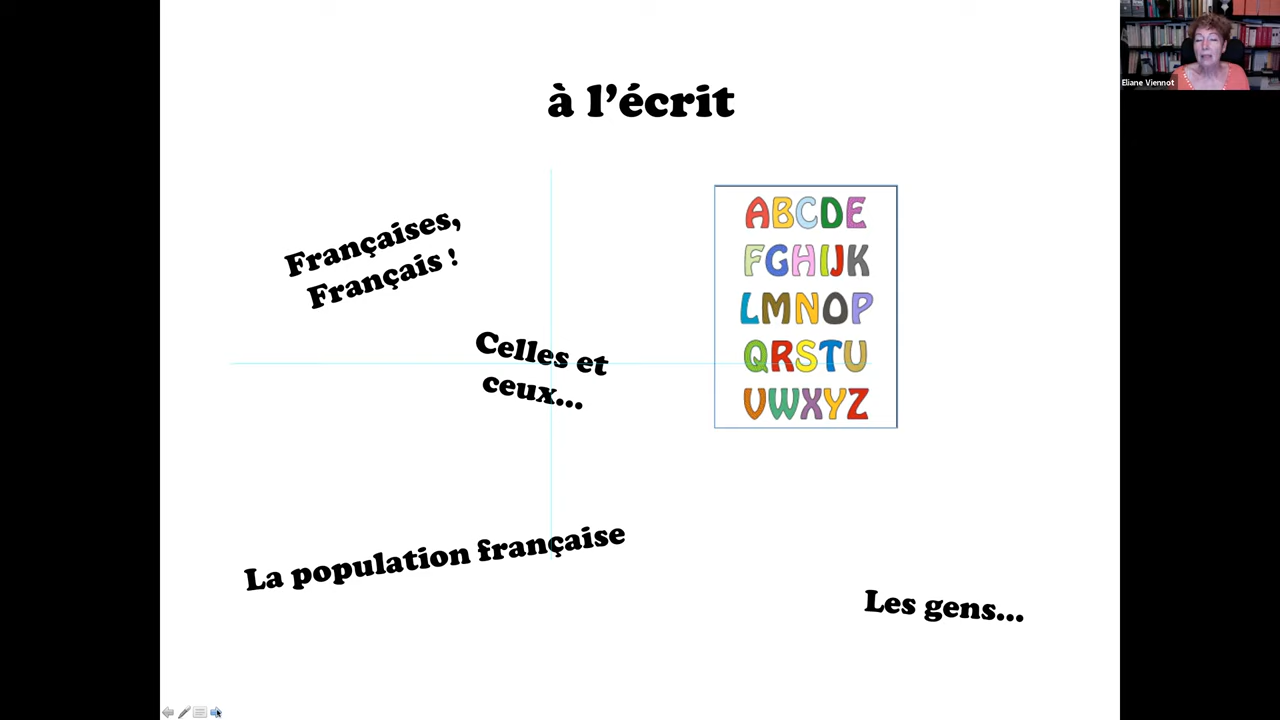 Eliane Viennot
à l’écrit
Françaises,
Français !
ABCDE
FGHIJK
LMNOP
QRSTU
VWXYZ
Celles et
ceux...
La population française
Les gens...